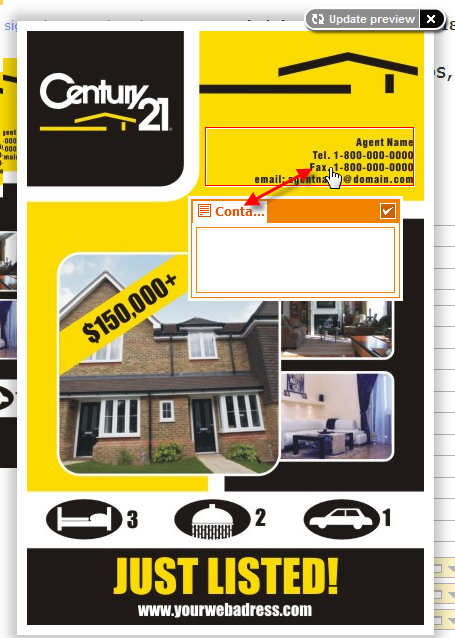 Update preview
Century
21
Agent Name
Tel. 1-800-000-0000
Fax. 1-800-000-0000
email: @domain.com
Conta...
$150,000+
3
2
1
JUST LISTED!
www.yourwebadress.com